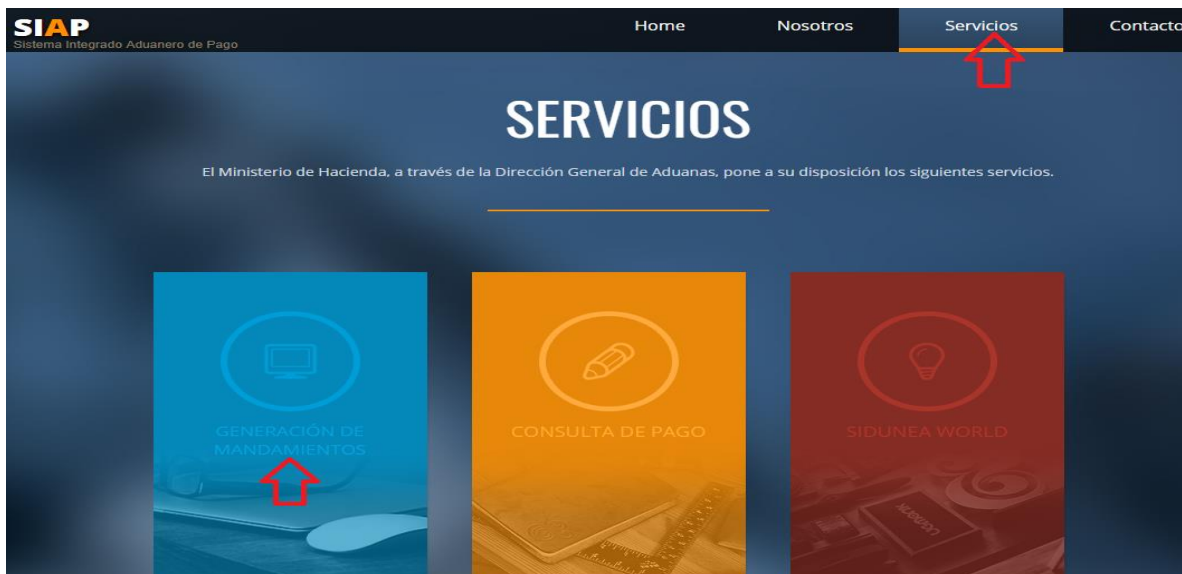 SIAP
Sistema Integrado Aduanero de Pago
Home Nosotros Servicios Contacto
SERVICIOS
El Ministerio de Hacienda, a través de la Dirección General de Aduanas, pone a su disposición los siguientes servicios.
GENERACIÓN DE
MANDAMIENTOS
CONSULTA DE PAGO
SIDUNEA WORLD